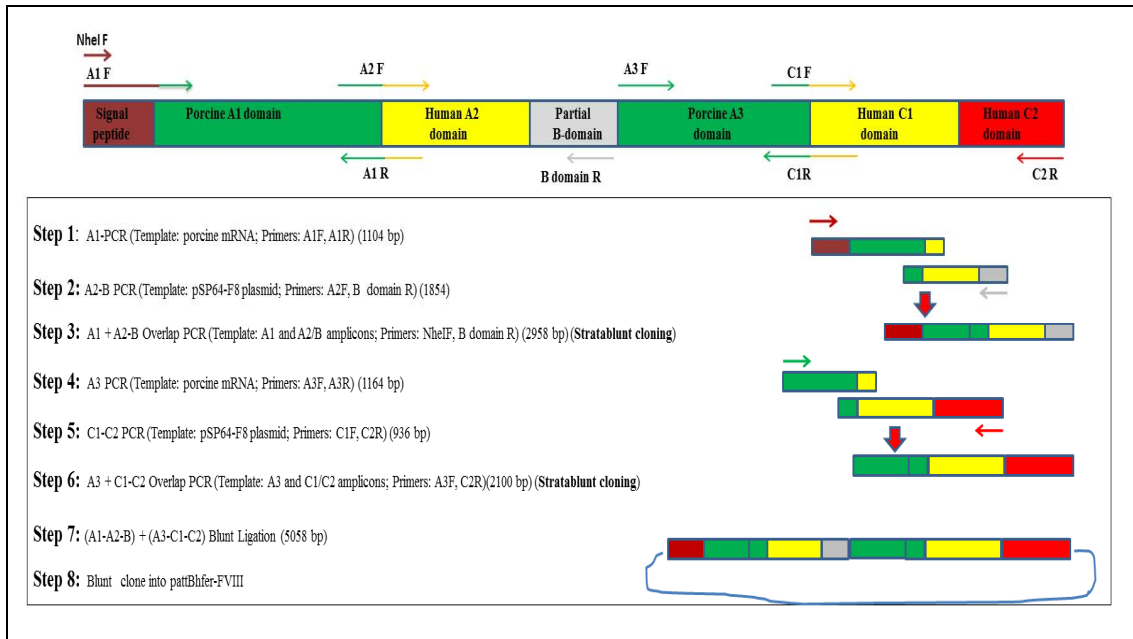 NheI F
A1 F
A2 F
A3 F
C1 F
Signal peptide
Porcine A1 domain
Human A2 domain
Partial B-domain
Porcine A3 domain
Human C1 domain
Human C2 domain
A1 R
B domain R
C1R
C2 R
Step 1: A1-PCR (Template: porcine mRNA; Primers: A1F, A1R) (1104 bp)
Step 2: A2-B PCR (Template: pSP64-F8 plasmid; Primers: A2F, B domain R) (1854)
Step 3: A1 + A2-B Overlap PCR (Template: A1 and A2/B amplicons; Primers: NheIF, B domain R) (2958 bp) (Stratablunt cloning)
Step 4: A3 PCR (Template: porcine mRNA; Primers: A3F, A3R) (1164 bp)
Step 5: C1-C2 PCR (Template: pSP64-F8 plasmid; Primers: C1F, C2R) (936 bp)
Step 6: A3 + C1-C2 Overlap PCR (Template: A3 and C1/C2 amplicons; Primers: A3F, C2R)(2100 bp) (Stratablunt cloning)
Step 7: (A1-A2-B) + (A3-C1-C2) Blunt Ligation (5058 bp)
Step 8: Blunt clone into pattBhfer-FVIII